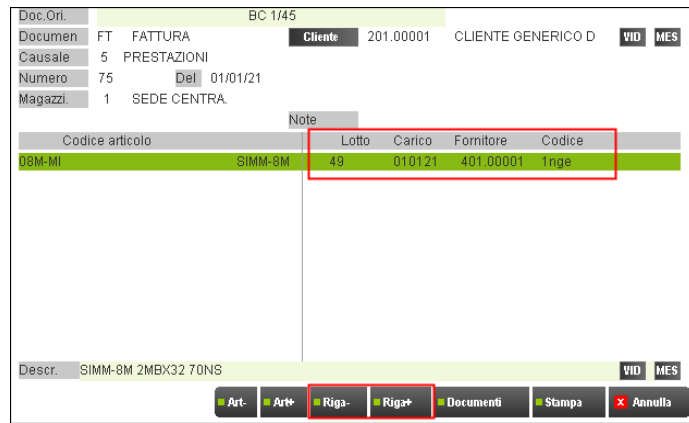 Doc.Ori. BC 1/45
Documen FT FATTURA Cliente 201.00001 CLIENTE GENERICO D VID MES
Causale 5 PRESTAZIONI
Numero 75 Del 01/01/21
Magazzi. 1 SEDE CENTRA.
Note
Codice articolo Lotto Carico Fornitore Codice
08M-MI SIMM-8M 49 010121 401.00001 1nge
Descr. SIMM-8M 2MBX32 70NS VID MES
Art- Art+ Riga- Riga+ Documenti Stampa X Annulla